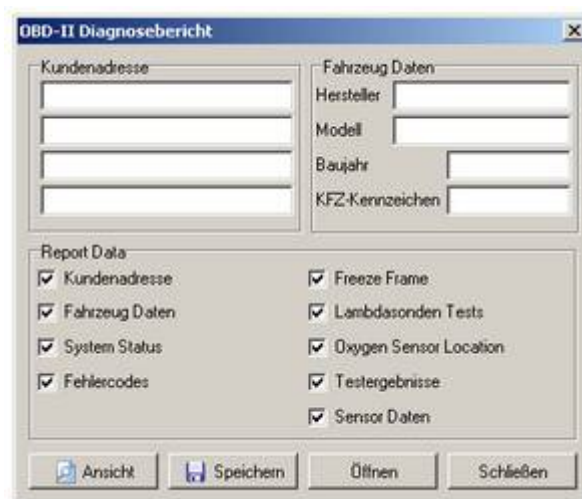 OBD-II Diagnosebericht
Kundenadresse
Fahrzeug Daten
Hersteller
Modell
Baujahr
KFZ-Kennzeichen
Report Data
Kundenadresse
Fahrzeug Daten
System Status
Fehlercodes
Freeze Frame
Lambdasonden Tests
Oxygen Sensor Location
Testergebnisse
Sensor Daten
Ansicht
Speichern
Öffnen
Schließen